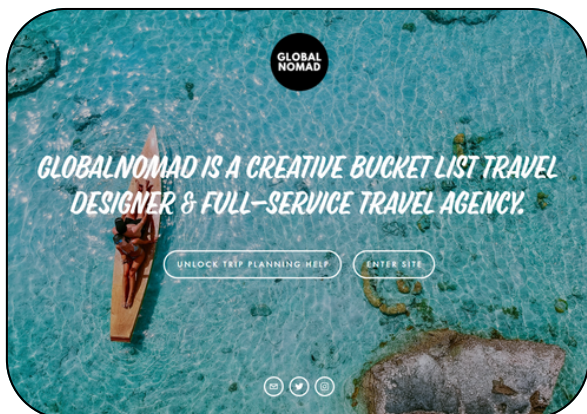 GLOBAL
NOMAD
GLOBALNOMAD IS A CREATIVE BUCKET LIST TRAVEL
DESIGNER & FULL-SERVICE TRAVEL AGENCY.
UNLOCK TRIP PLANNING HELP
ENTER SITE